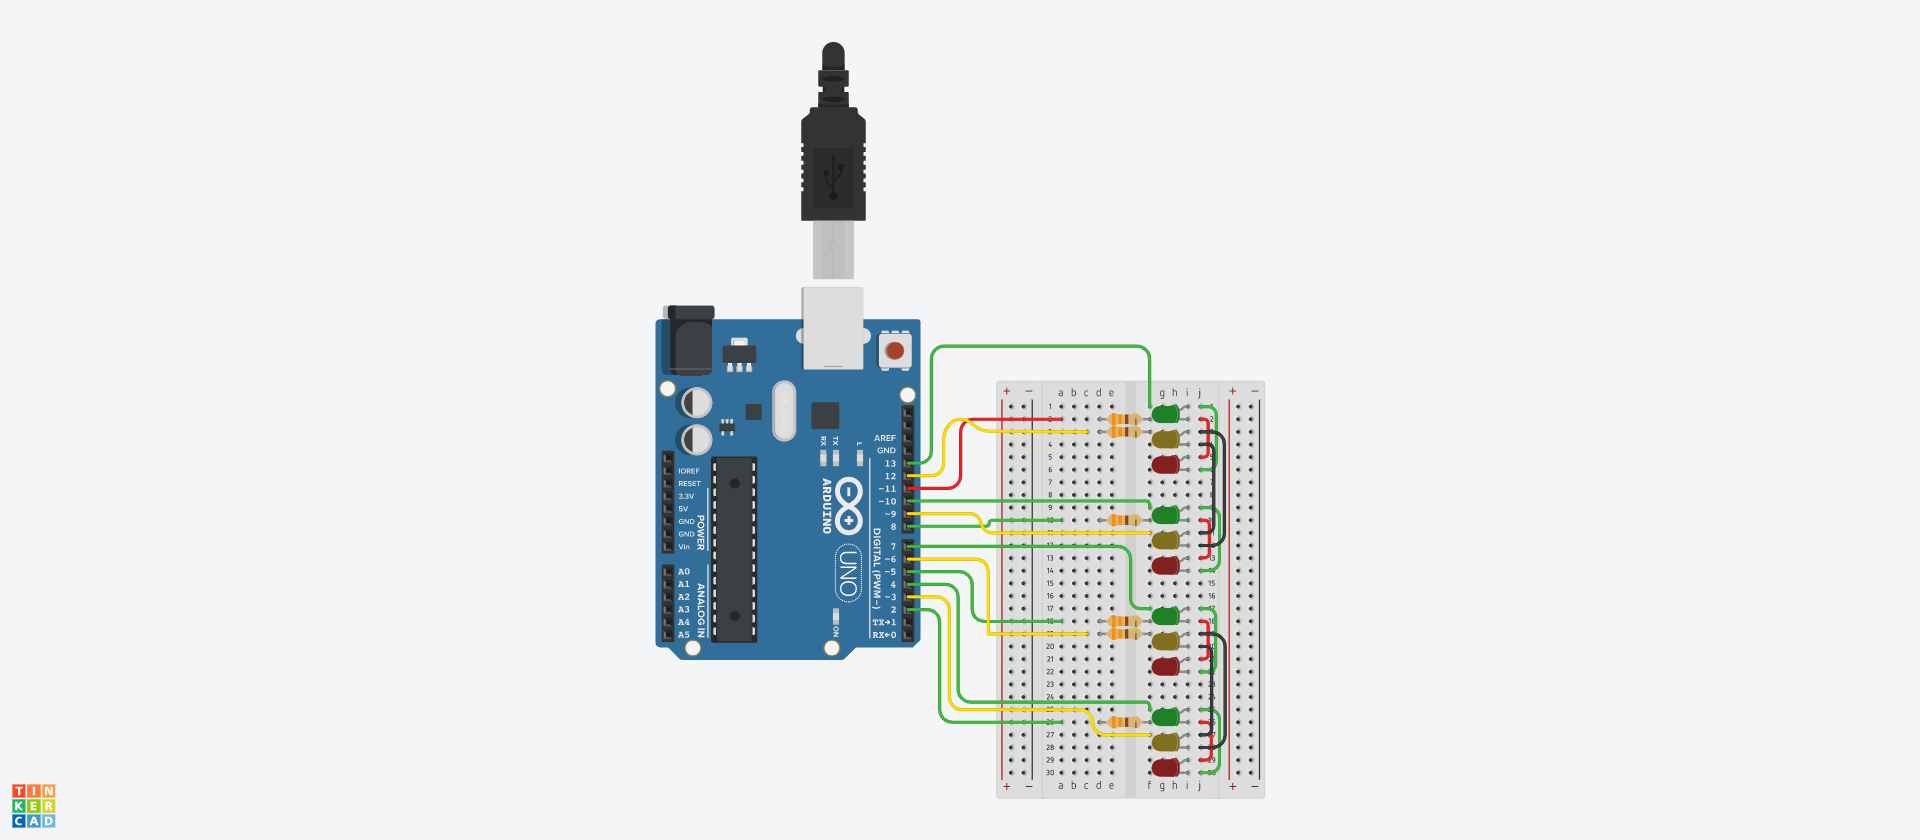 IOREF
RESET
3.3V
5V
GND
GND
Vin
POWER
A0
A1
A2
A3
A4
A5
ANALOG IN
RX
TX
L
ARDUINO
UNO
ON
AREF
GND
13
12
~11
~10
~9
8
7
~6
~5
4
~3
2
TX→1
RX←0
DIGITAL (PWM~)
+ − a b c d e g h i j + −
1
4
5
6
7
8
9
13
14
15
16
17
20
21
22
23
24
27
28
29
30
+ − a b c d e f g h i j + −
TIN
KER
CAD